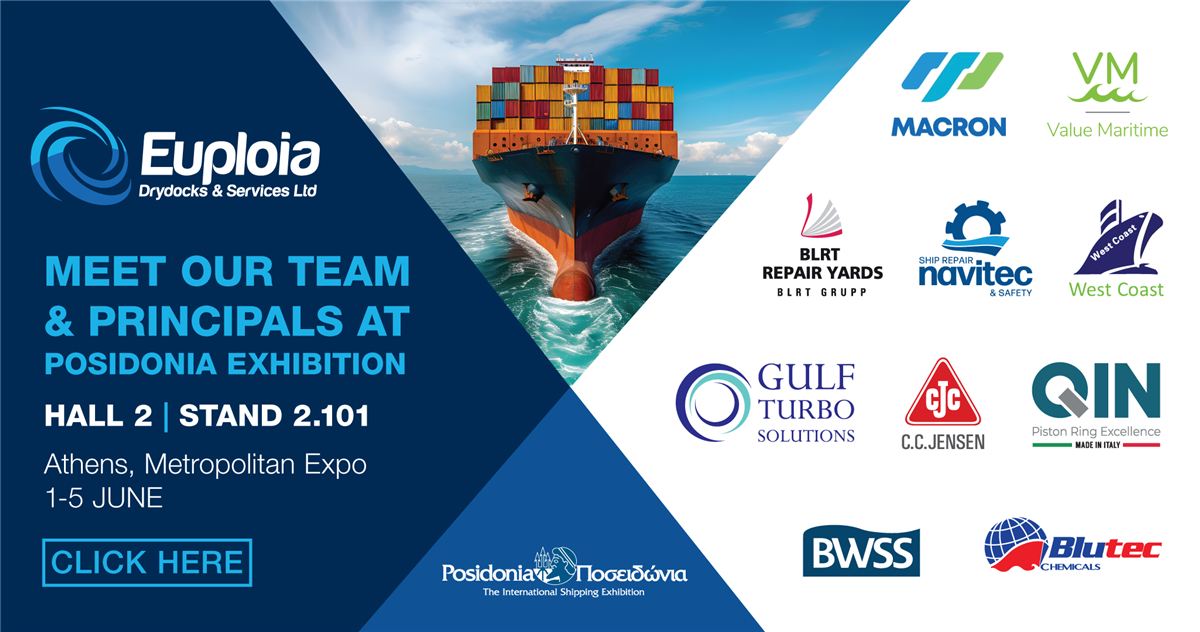 Euploia
Drydocks & Services Ltd
MEET OUR TEAM
& PRINCIPALS AT
POSIDONIA EXHIBITION
HALL 2 | STAND 2.101
Athens, Metropolitan Expo
1-5 JUNE
CLICK HERE
Posidonia Ποσειδώνια
The International Shipping Exhibition
MACRON
VM
Value Maritime
BLRT
REPAIR YARDS
BLRT GRUPP
SHIP REPAIR
navitec
& SAFETY
West Coast
West Coast
GULF
TURBO
SOLUTIONS
CJC
C.C.JENSEN
QIN
Piston Ring Excellence
MADE IN ITALY
BWSS
Blutec
CHEMICALS